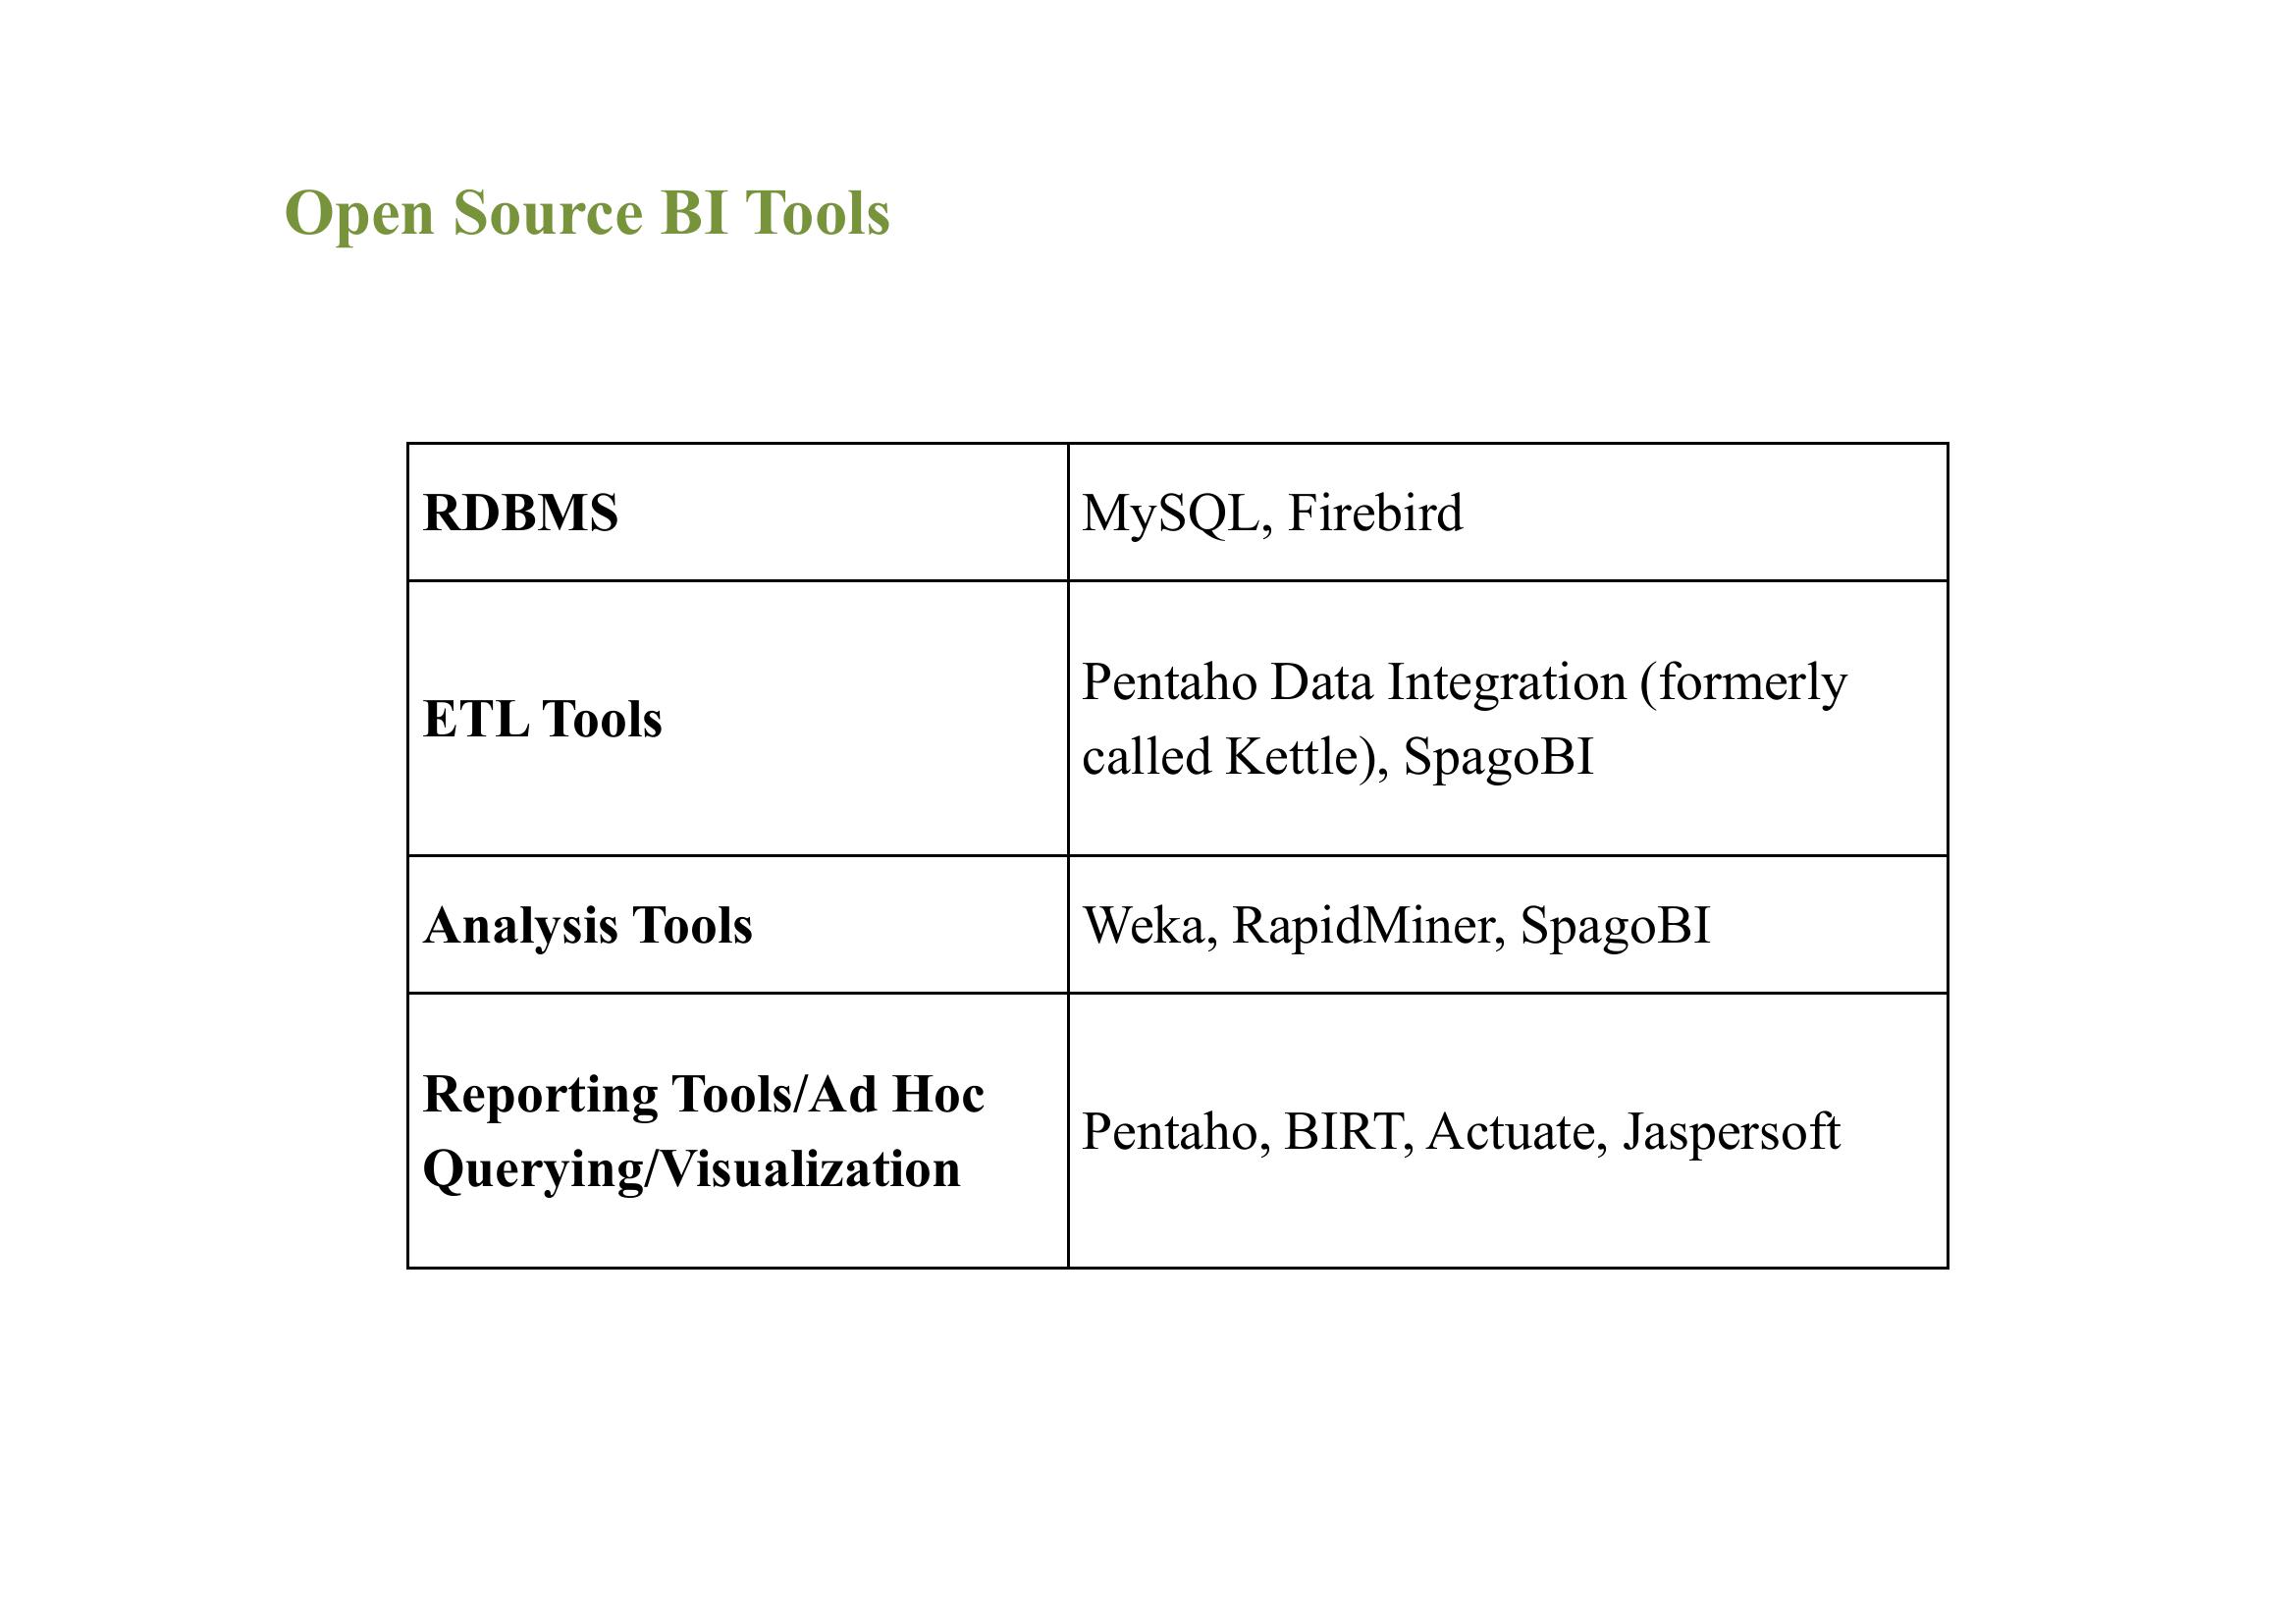 Open Source BI Tools
RDBMS
MySQL, Firebird
ETL Tools
Pentaho Data Integration (formerly
called Kettle), SpagoBI
Analysis Tools
Weka, RapidMiner, SpagoBI
Reporting Tools/Ad Hoc
Querying/Visualization
Pentaho, BIRT, Actuate, Jaspersoft